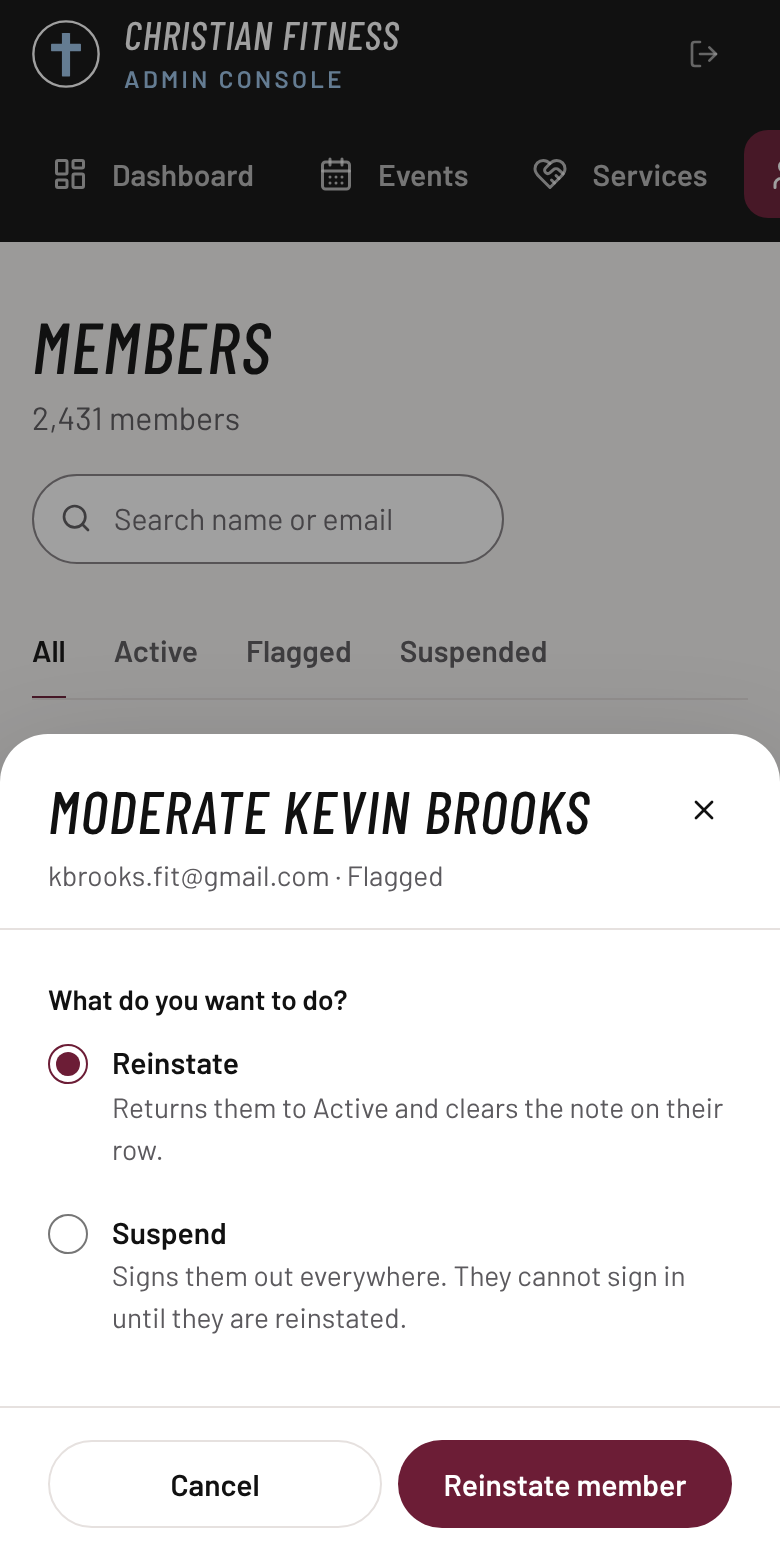 CHRISTIAN FITNESS
ADMIN CONSOLE
Dashboard
Events
Services
MEMBERS
2,431 members
Search name or email
All
Active
Flagged
Suspended
MODERATE KEVIN BROOKS
kbrooks.fit@gmail.com · Flagged
What do you want to do?
Reinstate
Returns them to Active and clears the note on their
row.
Suspend
Signs them out everywhere. They cannot sign in
until they are reinstated.
Cancel
Reinstate member